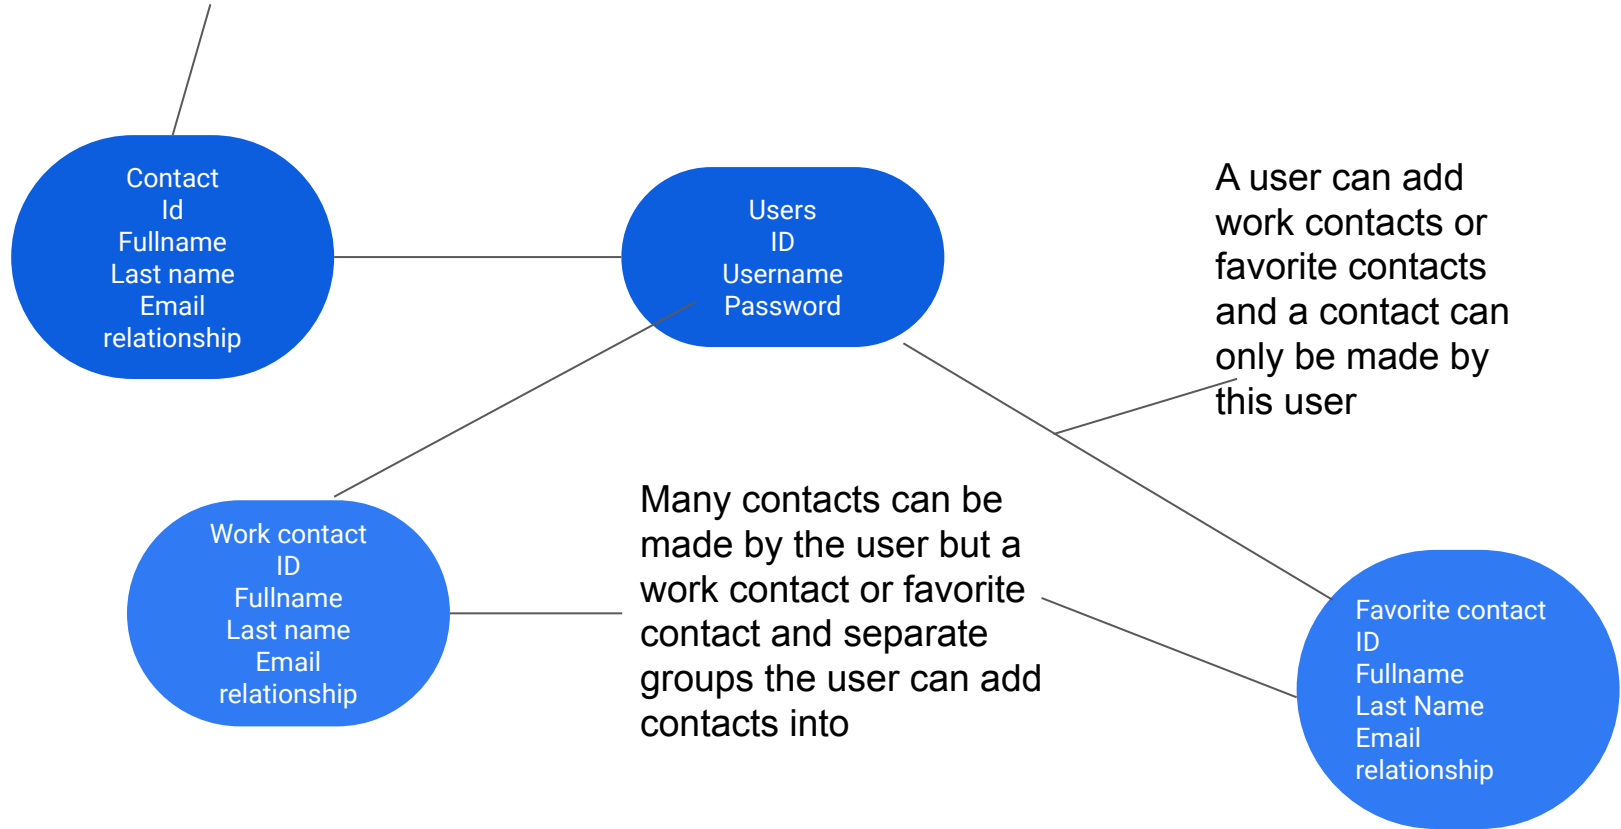 Contact
Id
Fullname
Last name
Email
relationship
Users
ID
Username
Password
A user can add
work contacts or
favorite contacts
and a contact can
only be made by
this user
Work contact
ID
Fullname
Last name
Email
relationship
Many contacts can be
made by the user but a
work contact or favorite
contact and separate
groups the user can add
contacts into
Favorite contact
ID
Fullname
Last Name
Email
relationship